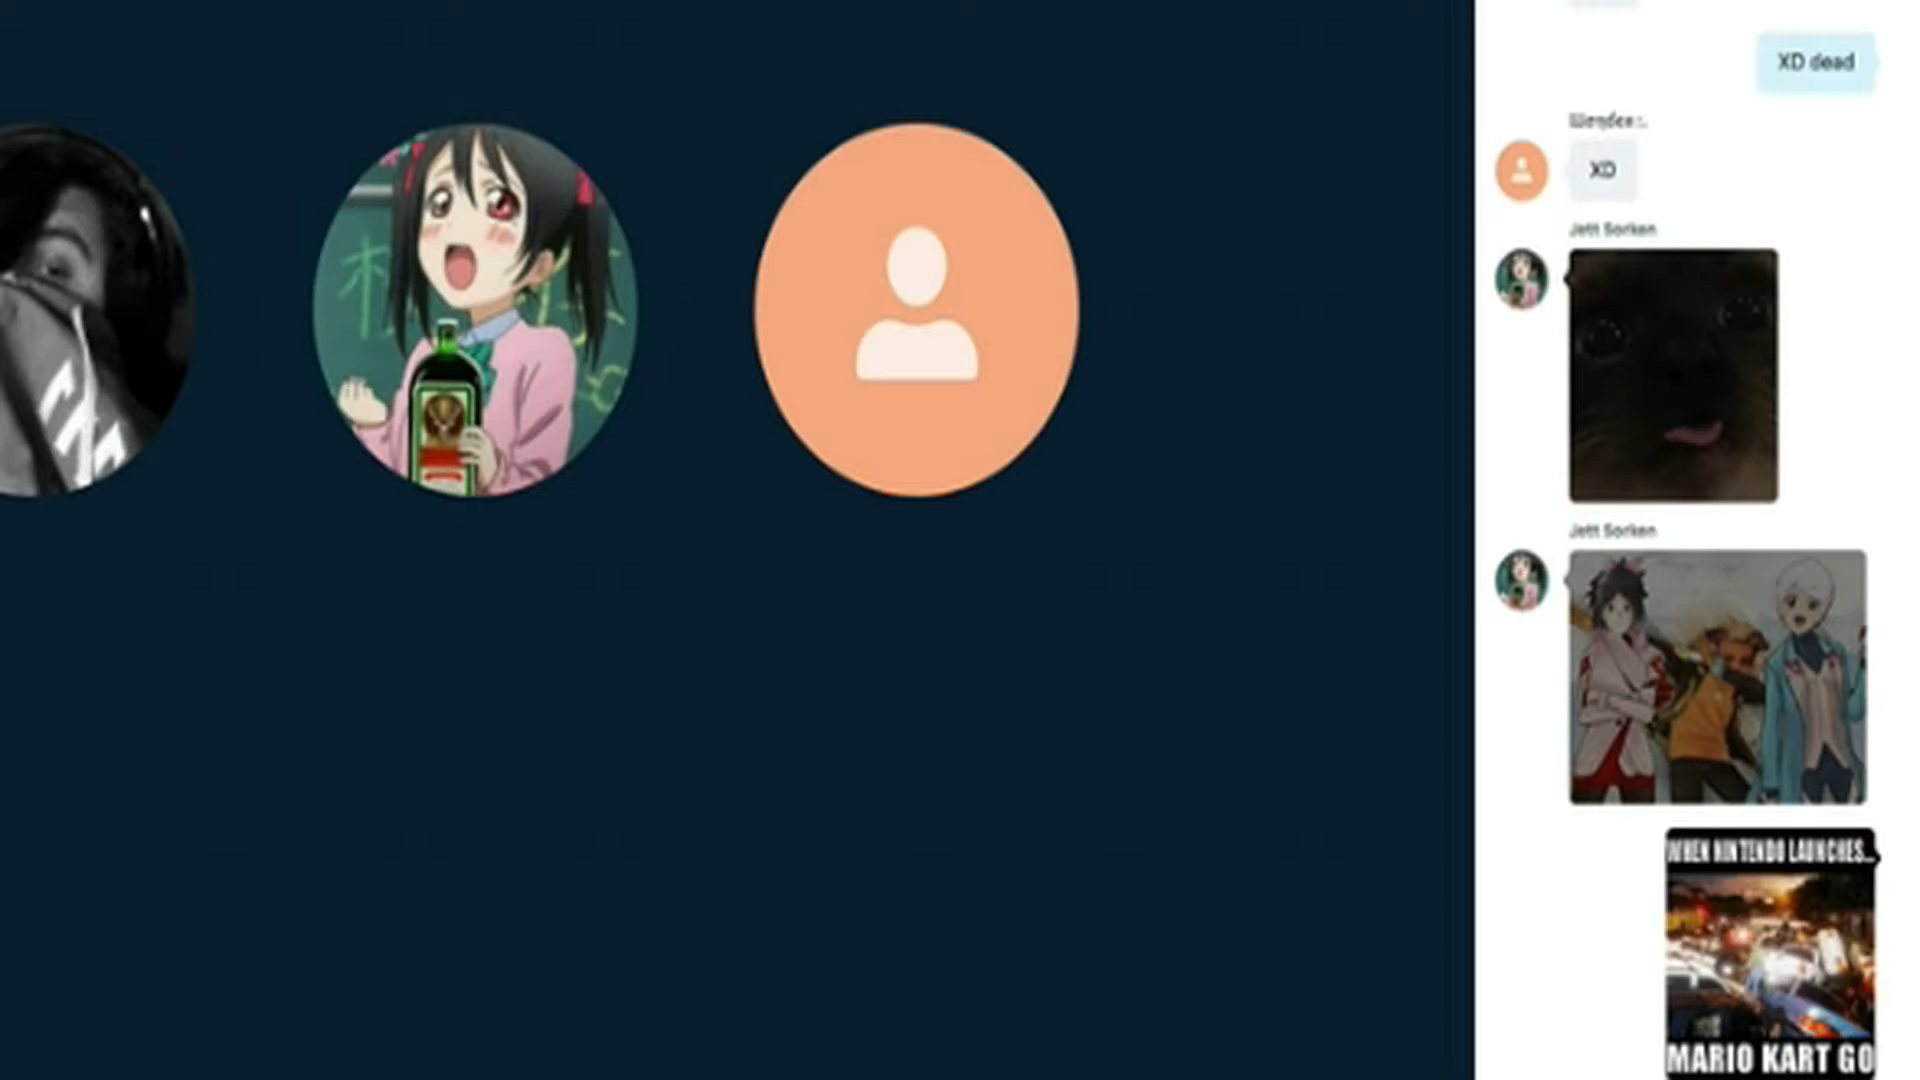 XD dead
XD
Jett Sorken
Jett Sorken
WHEN NINTENDO LAUNCHES...
MARIO KART GO